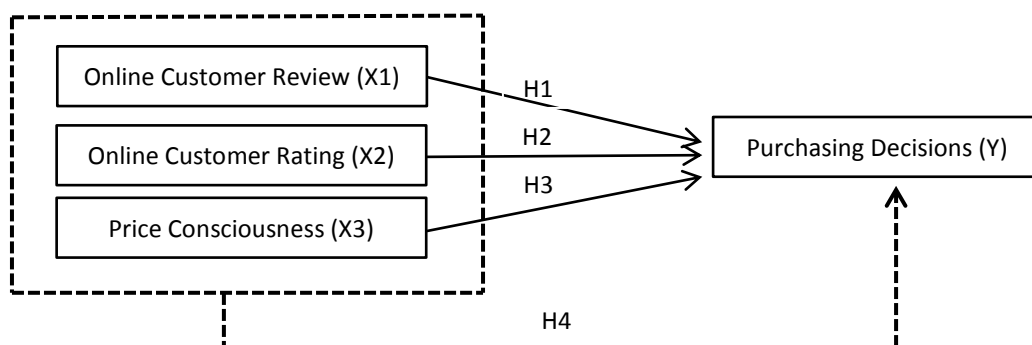 Online Customer Review (X1)
H1
Online Customer Rating (X2)
H2
Purchasing Decisions (Y)
H3
Price Consciousness (X3)
H4